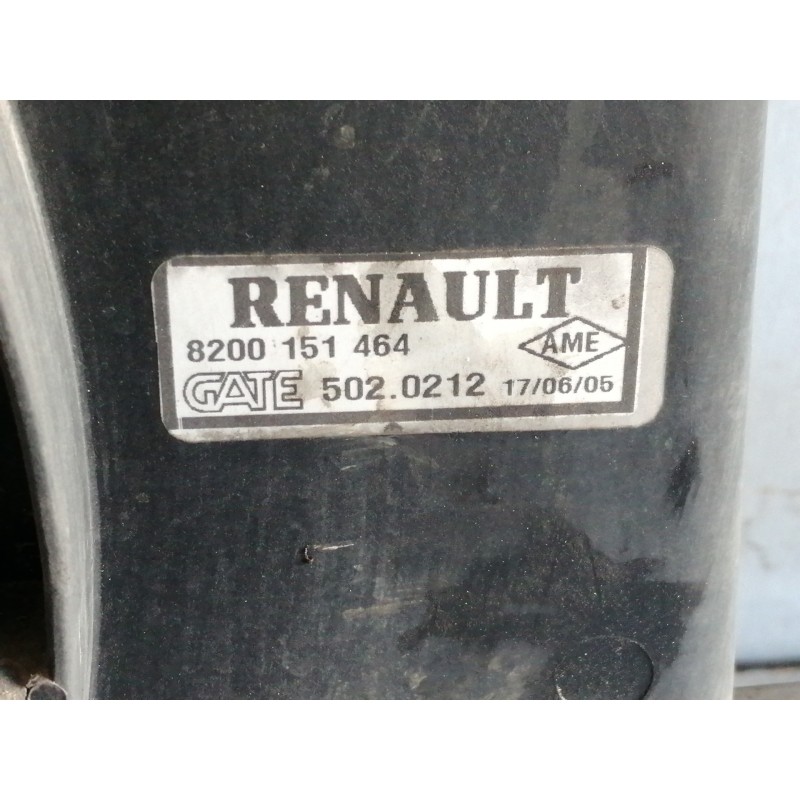 RENAULT
8200 151 464 AME
GATE 502.0212 17/06/05